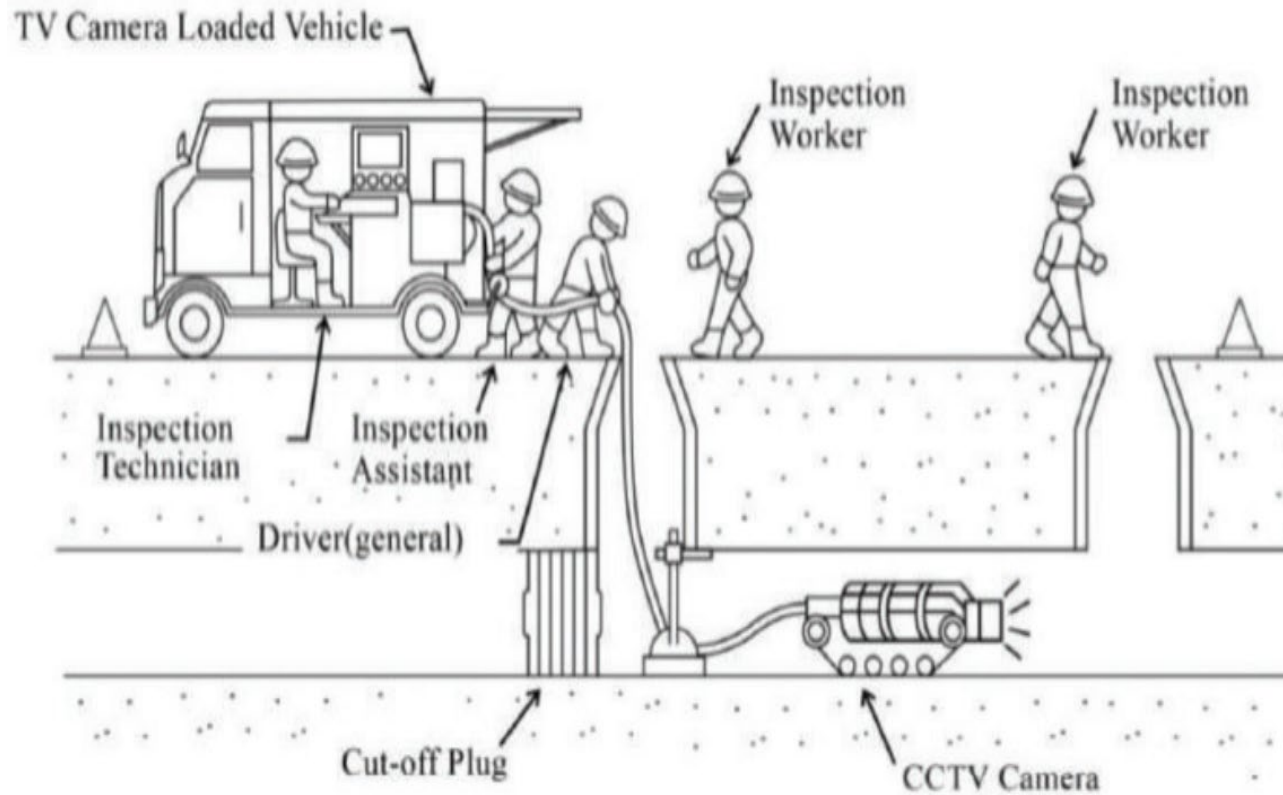 TV Camera Loaded Vehicle
Inspection
Worker
Inspection
Worker
Inspection
Technician
Inspection
Assistant
Driver(general)
Cut-off Plug
CCTV Camera